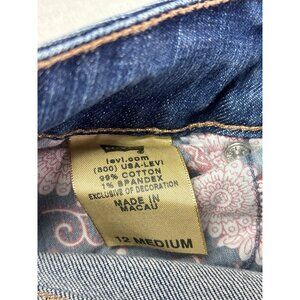 levi.com
(800) USA-LEVI
99% COTTON
1% SPANDEX
EXCLUSIVE OF DECORATION
MADE IN
MACAU
12 MEDIUM